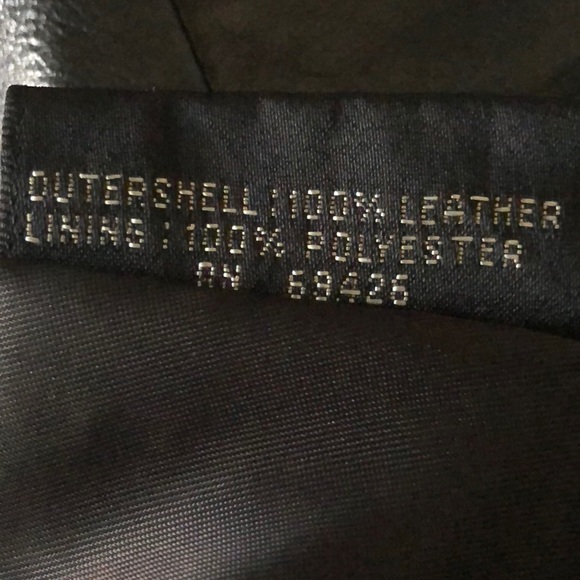 OUTERSHELL : 100% LEATHER
LINING : 100% POLYESTER
RN 69426